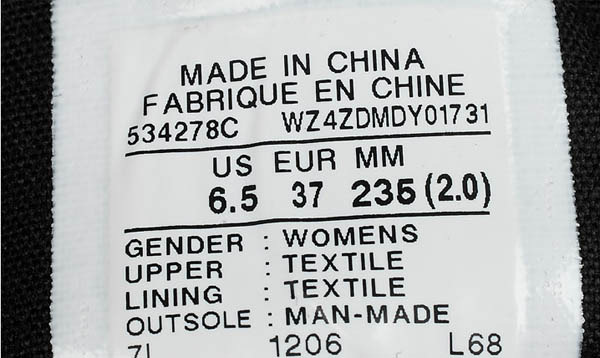 MADE IN CHINA
FABRIQUE EN CHINE
534278C WZ4ZDMDY01731
US EUR MM
6.5 37 235 (2.0)
GENDER : WOMENS
UPPER : TEXTILE
LINING : TEXTILE
OUTSOLE : MAN-MADE
1206 L68